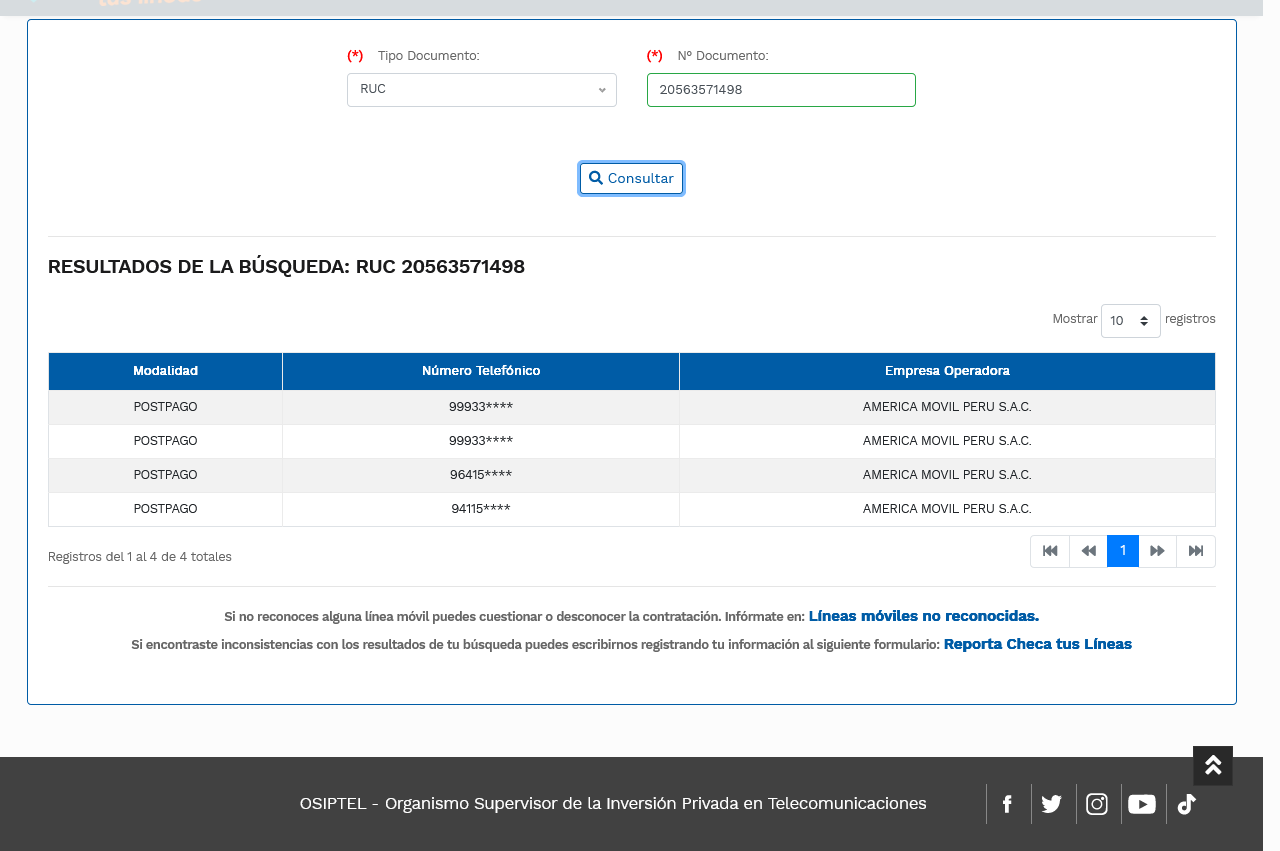 (*) Tipo Documento: (*) Nº Documento:
RUC 20563571498
Consultar
RESULTADOS DE LA BÚSQUEDA: RUC 20563571498
Mostrar 10 registros
Modalidad Número Telefónico Empresa Operadora
POSTPAGO 99933**** AMERICA MOVIL PERU S.A.C.
POSTPAGO 99933**** AMERICA MOVIL PERU S.A.C.
POSTPAGO 96415**** AMERICA MOVIL PERU S.A.C.
POSTPAGO 94115**** AMERICA MOVIL PERU S.A.C.
Registros del 1 al 4 de 4 totales 1
Si no reconoces alguna línea móvil puedes cuestionar o desconocer la contratación. Infórmate en: Líneas móviles no reconocidas.
Si encontraste inconsistencias con los resultados de tu búsqueda puedes escribirnos registrando tu información al siguiente formulario: Reporta Checa tus Líneas
OSIPTEL - Organismo Supervisor de la Inversión Privada en Telecomunicaciones